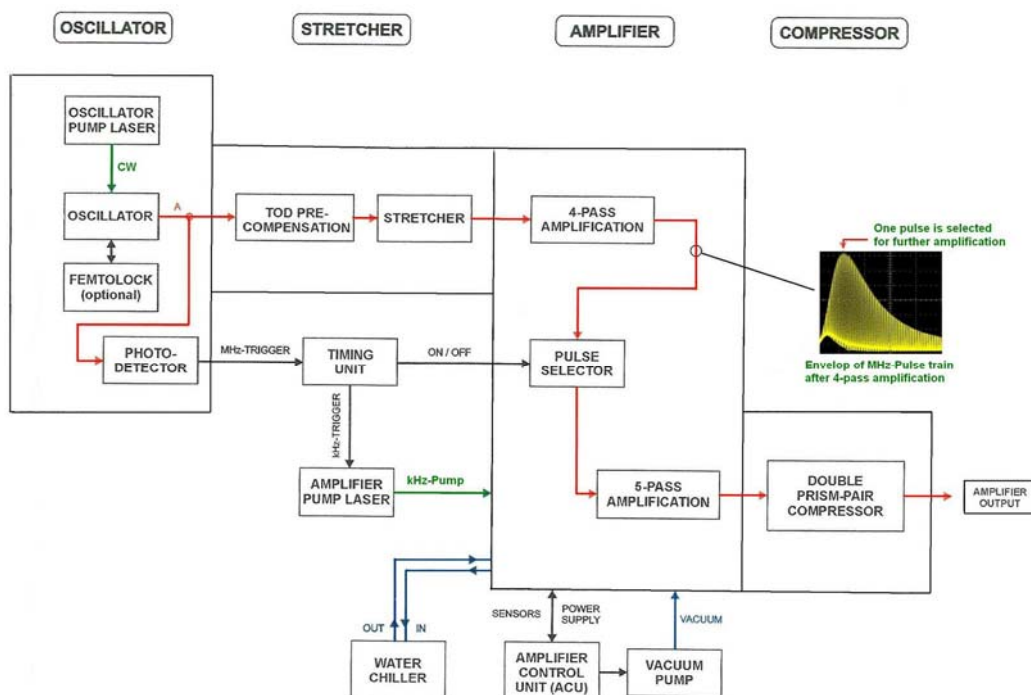 OSCILLATOR
STRETCHER
AMPLIFIER
COMPRESSOR
OSCILLATOR
PUMP LASER
CW
OSCILLATOR
A
TOD PRE-
COMPENSATION
STRETCHER
4-PASS
AMPLIFICATION
FEMTOLOCK
(optional)
One pulse is selected
for further amplification
PHOTO-
DETECTOR
MHz-TRIGGER
TIMING
UNIT
ON / OFF
PULSE
SELECTOR
Envelop of MHz-Pulse train
after 4-pass amplification
kHz-TRIGGER
AMPLIFIER
PUMP LASER
kHz-Pump
5-PASS
AMPLIFICATION
DOUBLE
PRISM-PAIR
COMPRESSOR
AMPLIFIER
OUTPUT
OUT
IN
SENSORS
POWER
SUPPLY
VACUUM
WATER
CHILLER
AMPLIFIER
CONTROL
UNIT (ACU)
VACUUM
PUMP